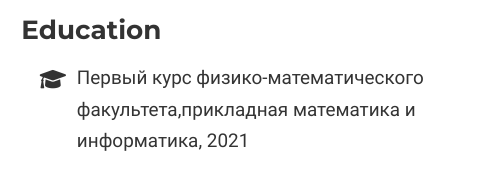 Education
Первый курс физико-математического
факультета,прикладная математика и
информатика, 2021